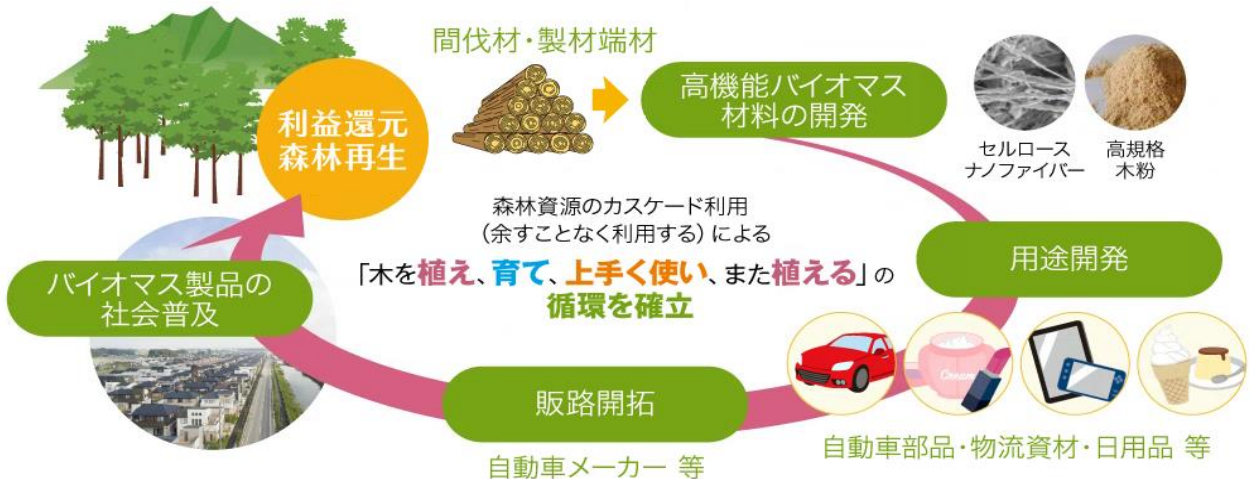 間伐材・製材端材
利益還元
森林再生
高機能バイオマス
材料の開発
セルロース
ナノファイバー
高規格
木粉
森林資源のカスケード利用
(余すことなく利用する)による
「木を植え、育て、上手く使い、また植える」の
循環を確立
用途開発
バイオマス製品の
社会普及
Cream
販路開拓
自動車部品・物流資材・日用品 等
自動車メーカー 等